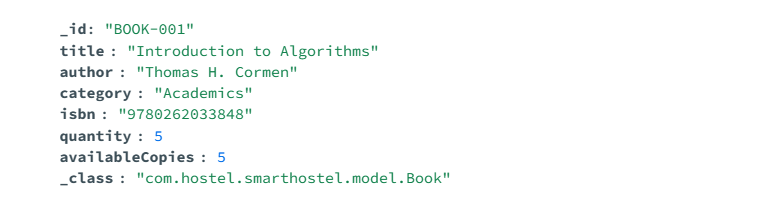 _id: "BOOK-001"
title : "Introduction to Algorithms"
author : "Thomas H. Cormen"
category : "Academics"
isbn : "9780262033848"
quantity : 5
availableCopies : 5
_class : "com.hostel.smarthostel.model.Book"